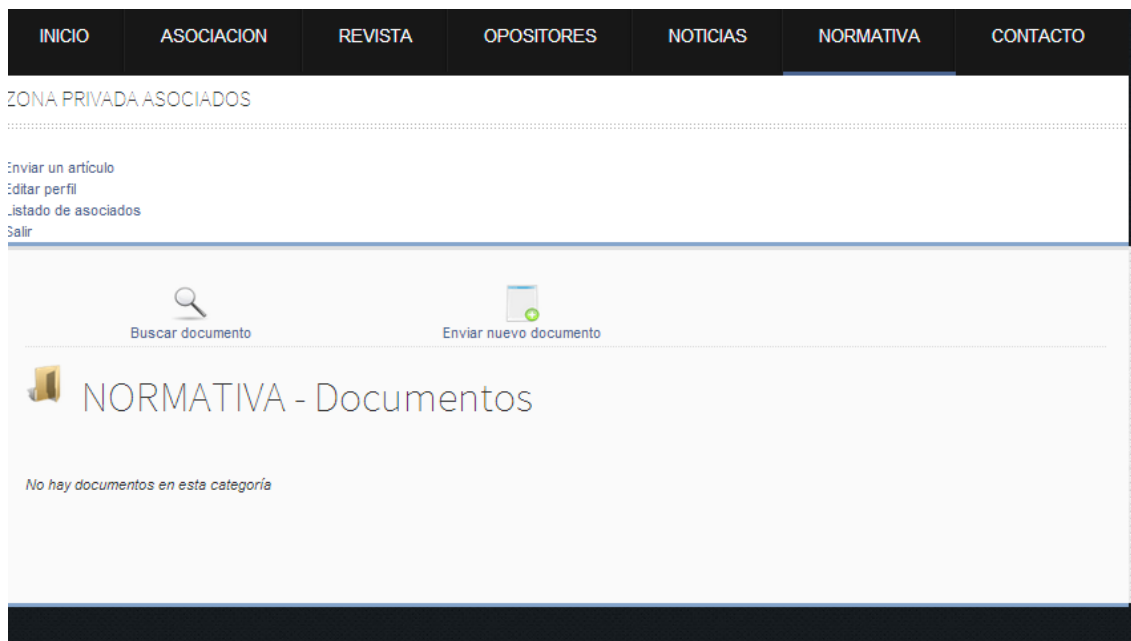 INICIO ASOCIACION REVISTA OPOSITORES NOTICIAS NORMATIVA CONTACTO
ZONA PRIVADA ASOCIADOS
Enviar un artículo
Editar perfil
Listado de asociados
Salir
Buscar documento Enviar nuevo documento
NORMATIVA - Documentos
No hay documentos en esta categoría